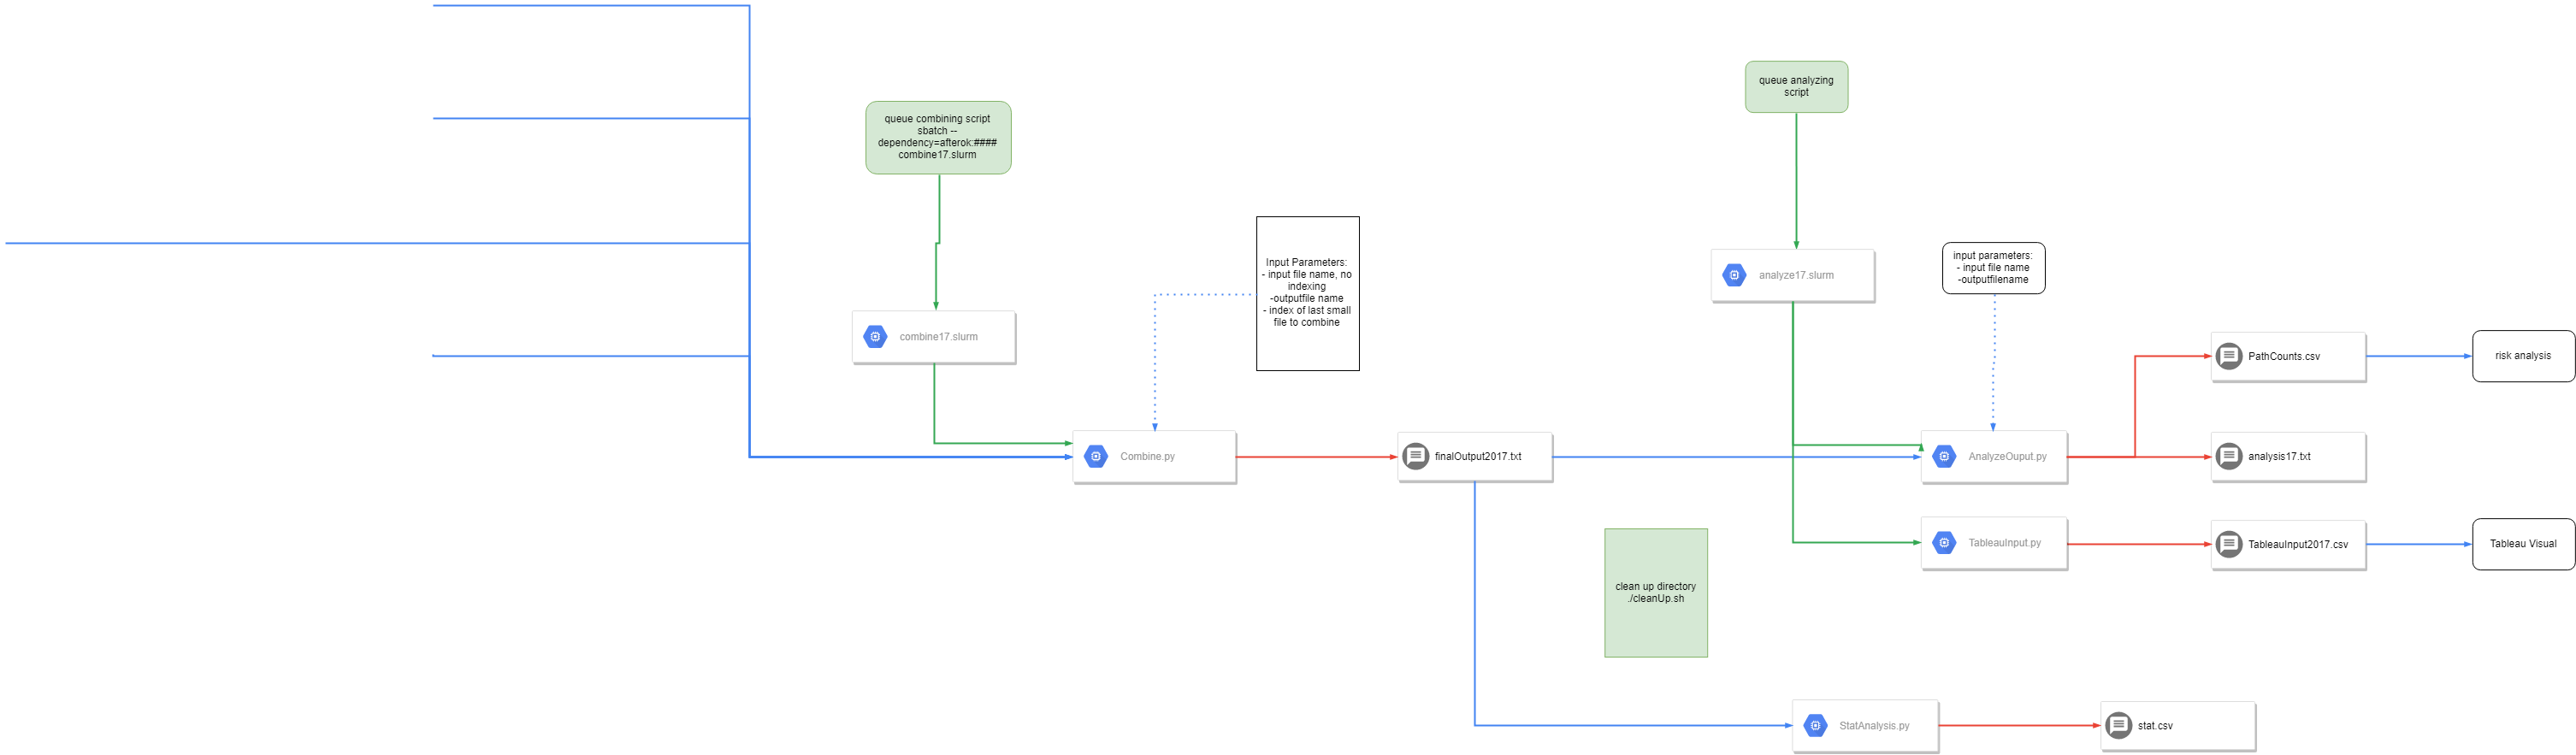 queue combining script
sbatch --
dependency=afterok:####
combine17.slurm
combine17.slurm
Input Parameters:
- input file name, no
indexing
-outputfile name
- index of last small
file to combine
Combine.py
finalOutput2017.txt
queue analyzing
script
analyze17.slurm
input parameters:
- input file name
-outputfilename
AnalyzeOuput.py
TableauInput.py
PathCounts.csv
risk analysis
analysis17.txt
TableauInput2017.csv
Tableau Visual
clean up directory
./cleanUp.sh
StatAnalysis.py
stat.csv